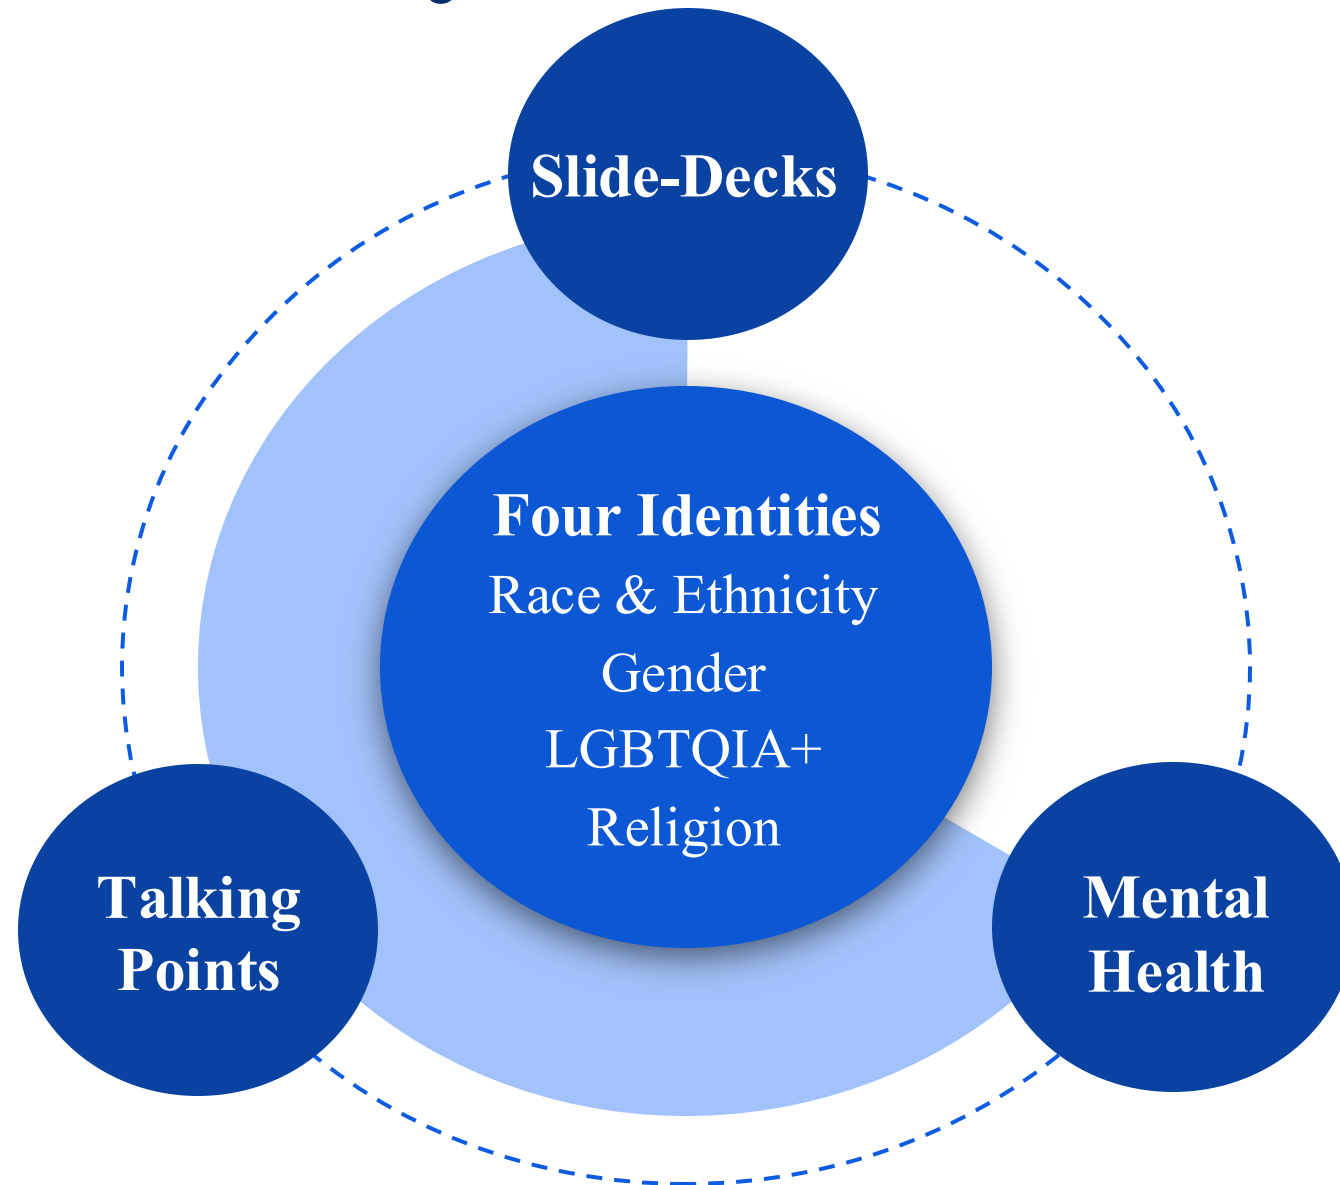 Slide-Decks
Four Identities
Race & Ethnicity
Gender
LGBTQIA+
Religion
Talking
Points
Mental
Health